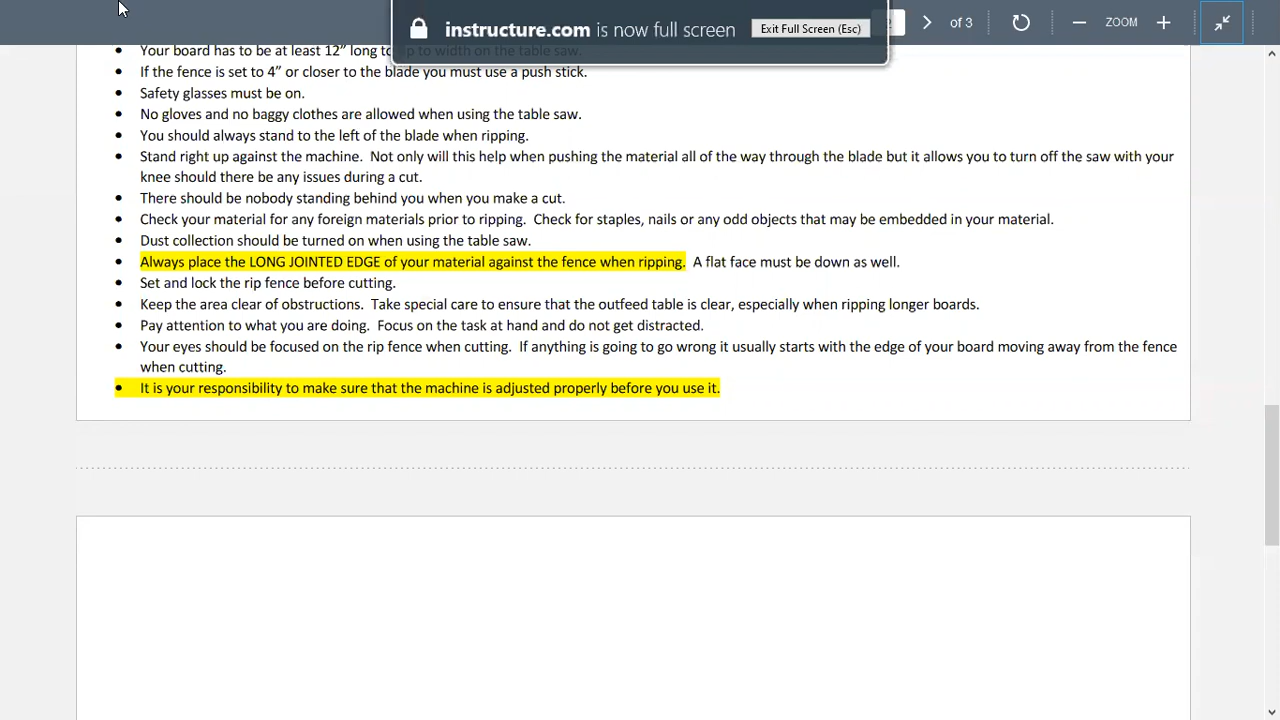 instructure.com is now full screen Exit Full Screen (Esc) of 3 ZOOM
Your board has to be at least 12” long to to width on the table saw.
If the fence is set to 4” or closer to the blade you must use a push stick.
Safety glasses must be on.
No gloves and no baggy clothes are allowed when using the table saw.
You should always stand to the left of the blade when ripping.
Stand right up against the machine. Not only will this help when pushing the material all of the way through the blade but it allows you to turn off the saw with your
knee should there be any issues during a cut.
There should be nobody standing behind you when you make a cut.
Check your material for any foreign materials prior to ripping. Check for staples, nails or any odd objects that may be embedded in your material.
Dust collection should be turned on when using the table saw.
Always place the LONG JOINTED EDGE of your material against the fence when ripping. A flat face must be down as well.
Set and lock the rip fence before cutting.
Keep the area clear of obstructions. Take special care to ensure that the outfeed table is clear, especially when ripping longer boards.
Pay attention to what you are doing. Focus on the task at hand and do not get distracted.
Your eyes should be focused on the rip fence when cutting. If anything is going to go wrong it usually starts with the edge of your board moving away from the fence
when cutting.
It is your responsibility to make sure that the machine is adjusted properly before you use it.